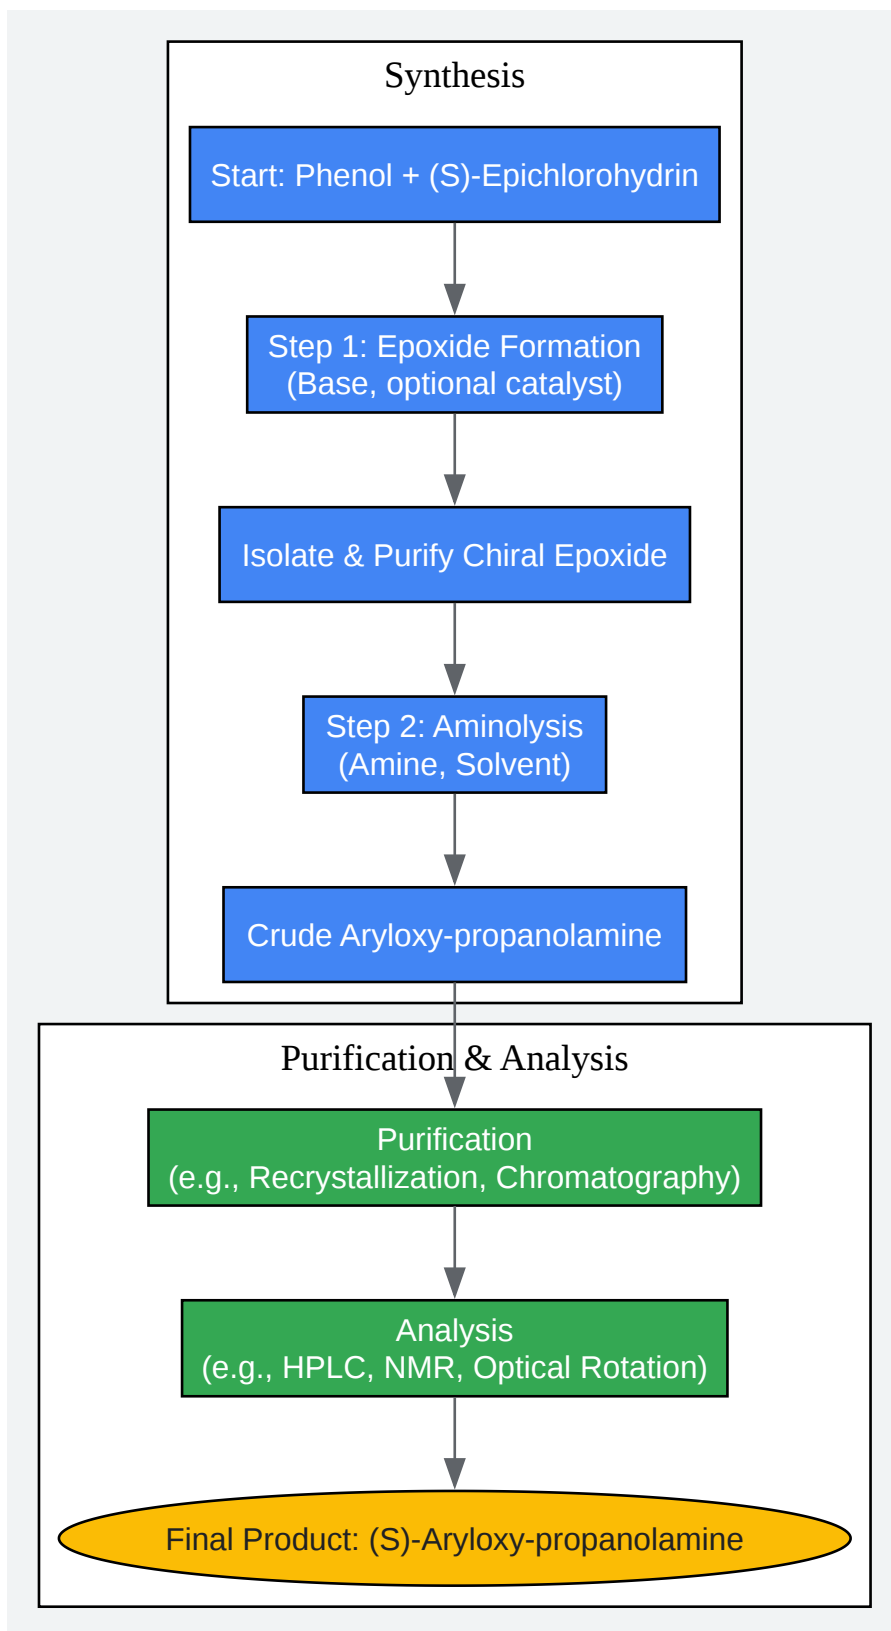 Synthesis
Start: Phenol + (S)-Epichlorohydrin
Step 1: Epoxide Formation
(Base, optional catalyst)
Isolate & Purify Chiral Epoxide
Step 2: Aminolysis
(Amine, Solvent)
Crude Aryloxy-propanolamine
Purification & Analysis
Purification
(e.g., Recrystallization, Chromatography)
Analysis
(e.g., HPLC, NMR, Optical Rotation)
Final Product: (S)-Aryloxy-propanolamine